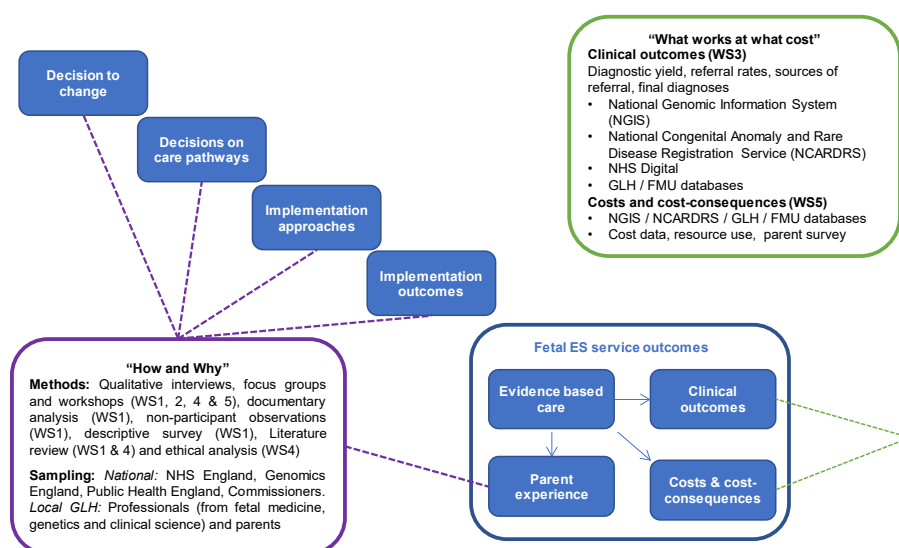 Decision to
change
Decisions on
care pathways
Implementation
approaches
Implementation
outcomes
“What works at what cost”
Clinical outcomes (WS3)
Diagnostic yield, referral rates, sources of
referral, final diagnoses
• National Genomic Information System
(NGIS)
• National Congenital Anomaly and Rare
Disease Registration Service (NCARDRS)
• NHS Digital
• GLH / FMU databases
Costs and cost-consequences (WS5)
• NGIS / NCARDRS / GLH / FMU databases
• Cost data, resource use, parent survey
“How and Why”
Methods: Qualitative interviews, focus groups
and workshops (WS1, 2, 4 & 5), documentary
analysis (WS1), non-participant observations
(WS1), descriptive survey (WS1), Literature
review (WS1 & 4) and ethical analysis (WS4)
Sampling: National: NHS England, Genomics
England, Public Health England, Commissioners.
Local GLH: Professionals (from fetal medicine,
genetics and clinical science) and parents
Fetal ES service outcomes
Evidence based
care
Clinical
outcomes
Parent
experience
Costs & cost-
consequences